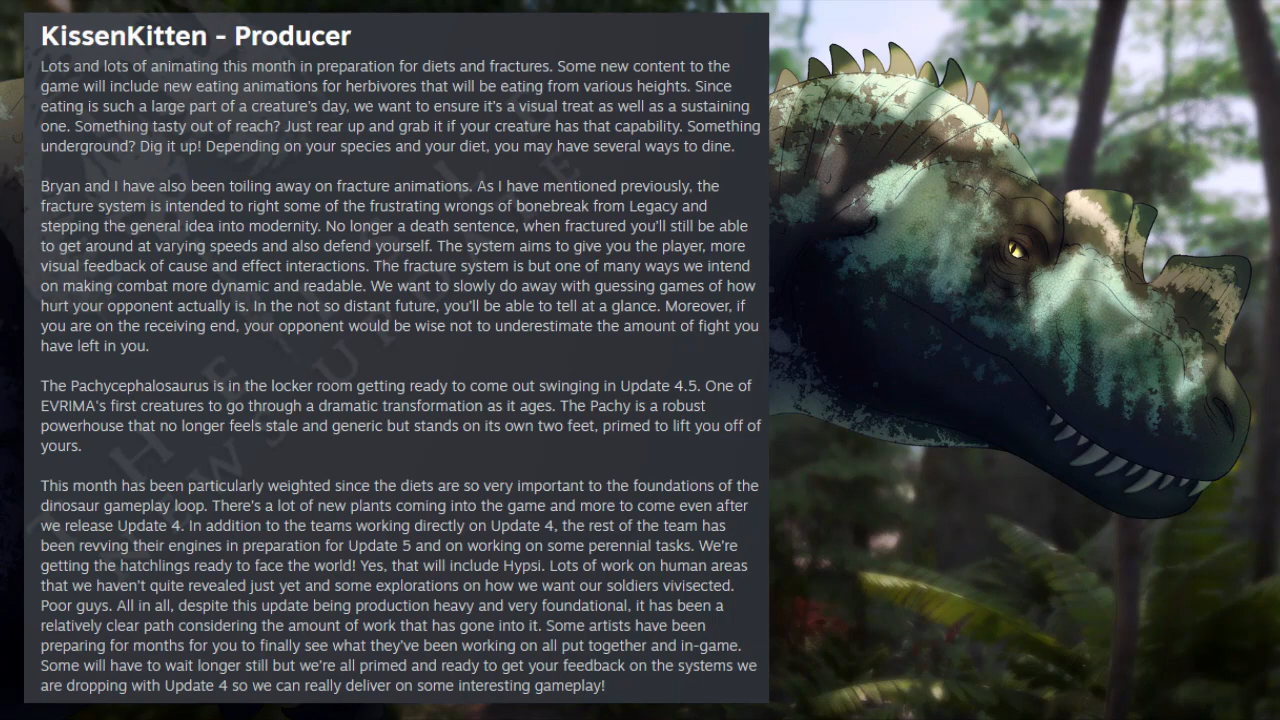 KissenKitten - Producer
Lots and lots of animating this month in preparation for diets and fractures. Some new content to the
game will include new eating animations for herbivores that will be eating from various heights. Since
eating is such a large part of a creature's day, we want to ensure it's a visual treat as well as a sustaining
one. Something tasty out of reach? Just rear up and grab it if your creature has that capability. Something
underground? Dig it up! Depending on your species and your diet, you may have several ways to dine.
Bryan and I have also been toiling away on fracture animations. As I have mentioned previously, the
fracture system is intended to right some of the frustrating wrongs of bonebreak from Legacy and
stepping the general idea into modernity. No longer a death sentence, when fractured you'll still be able
to get around at varying speeds and also defend yourself. The system aims to give you the player, more
visual feedback of cause and effect interactions. The fracture system is but one of many ways we intend
on making combat more dynamic and readable. We want to slowly do away with guessing games of how
hurt your opponent actually is. In the not so distant future, you'll be able to tell at a glance. Moreover, if
you are on the receiving end, your opponent would be wise not to underestimate the amount of fight you
have left in you.
The Pachycephalosaurus is in the locker room getting ready to come out swinging in Update 4.5. One of
EVRIMA's first creatures to go through a dramatic transformation as it ages. The Pachy is a robust
powerhouse that no longer feels stale and generic but stands on its own two feet, primed to lift you off of
yours.
This month has been particularly weighted since the diets are so very important to the foundations of the
dinosaur gameplay loop. There's a lot of new plants coming into the game and more to come even after
we release Update 4. In addition to the teams working directly on Update 4, the rest of the team has
been revving their engines in preparation for Update 5 and on working on some perennial tasks. We're
getting the hatchlings ready to face the world! Yes, that will include Hypsi. Lots of work on human areas
that we haven't quite revealed just yet and some explorations on how we want our soldiers vivisected.
Poor guys. All in all, despite this update being production heavy and very foundational, it has been a
relatively clear path considering the amount of work that has gone into it. Some artists have been
preparing for months for you to finally see what they've been working on all put together and in-game.
Some will have to wait longer still but we're all primed and ready to get your feedback on the systems we
are dropping with Update 4 so we can really deliver on some interesting gameplay!